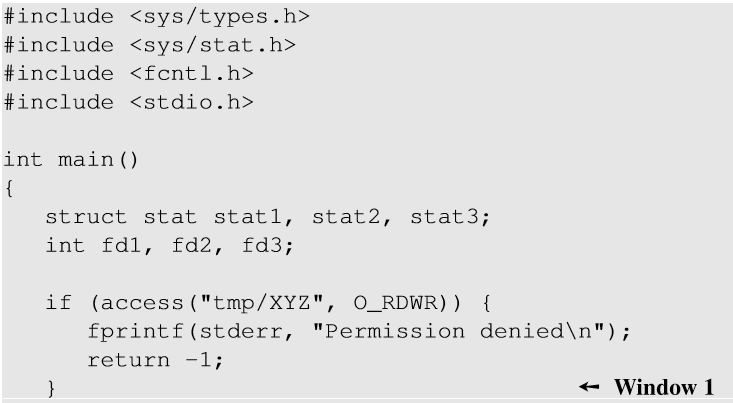 #include <sys/types.h>
#include <sys/stat.h>
#include <fcntl.h>
#include <stdio.h>
int main()
{
struct stat stat1, stat2, stat3;
int fd1, fd2, fd3;
if (access("tmp/XYZ", O_RDWR)) {
fprintf(stderr, "Permission denied\n");
return -1;
} ← Window 1